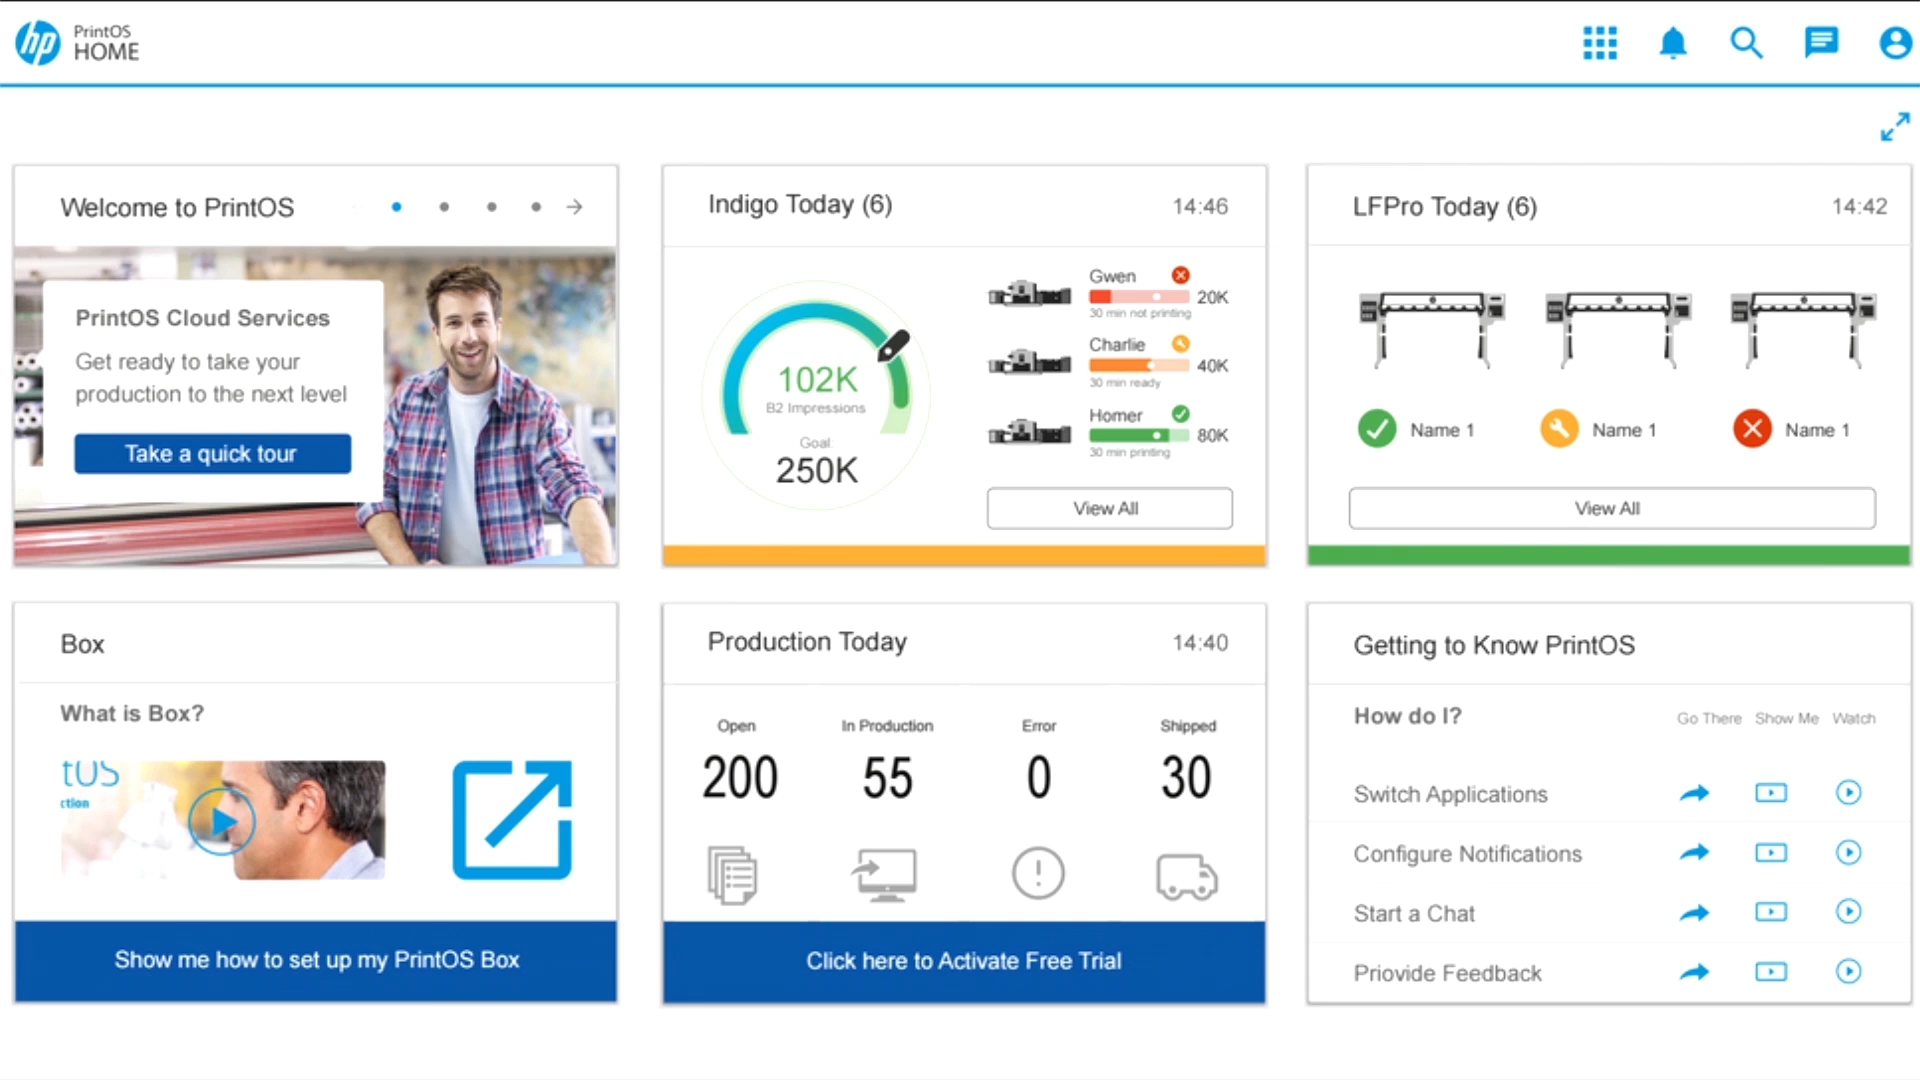 hp
PrintOS
HOME
Welcome to PrintOS
PrintOS Cloud Services
Get ready to take your
production to the next level
Take a quick tour
Indigo Today (6)
14:46
102K
B2 Impressions
Goal:
250K
Gwen
20K
30 min not printing
Charlie
40K
30 min ready
Homer
80K
30 min printing
View All
LFPro Today (6)
14:42
Name 1
Name 1
Name 1
View All
Box
What is Box?
tOS
ction
Show me how to set up my PrintOS Box
Production Today
14:40
Open In Production Error Shipped
200 55 0 30
Click here to Activate Free Trial
Getting to Know PrintOS
How do I? Go There Show Me Watch
Switch Applications
Configure Notifications
Start a Chat
Priovide Feedback